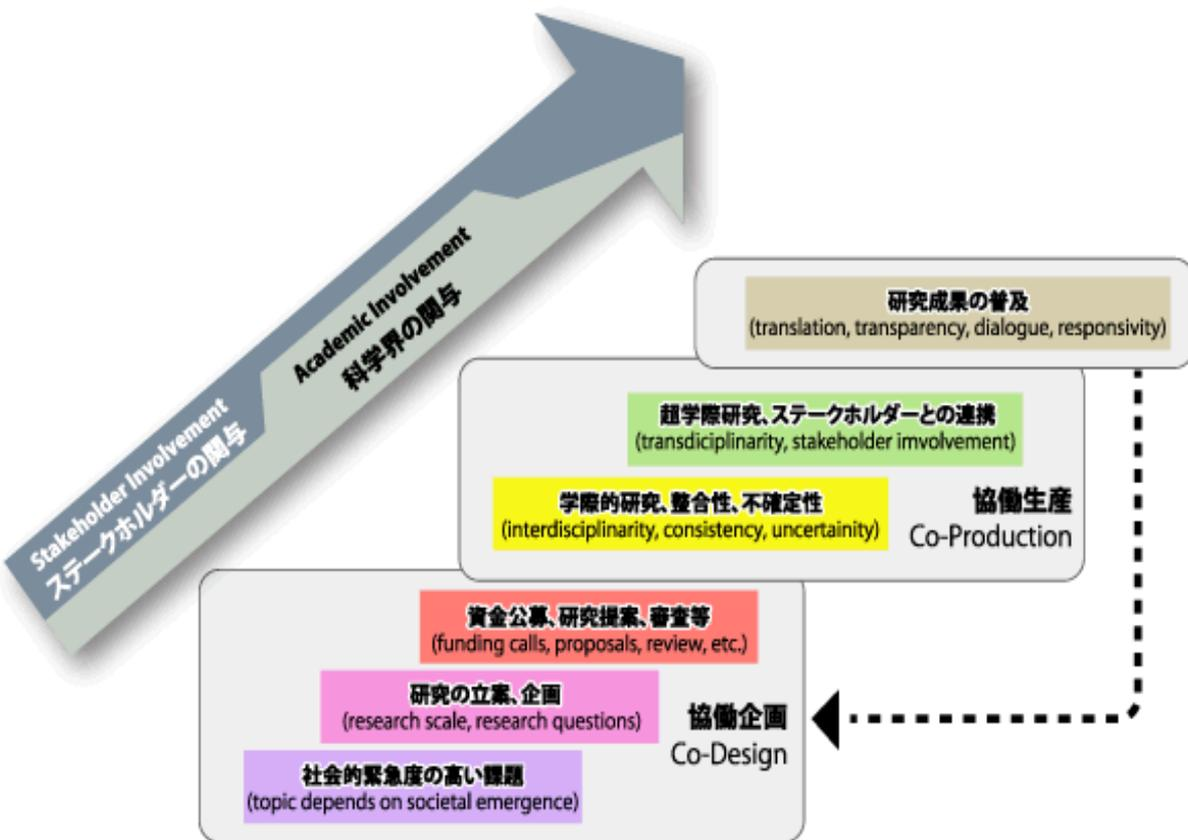 Stakeholder Involvement
ステークホルダーの関与
Academic Involvement
科学界の関与
研究成果の普及
(translation, transparency, dialogue, responsivity)
超学際研究、ステークホルダーとの連携
(transdiciplinarity, stakeholder imvolvement)
学際的研究、整合性、不確定性
(interdisciplinarity, consistency, uncertainity)
協働生産
Co-Production
資金公募、研究提案、審査等
(funding calls, proposals, review, etc.)
研究の立案、企画
(research scale, research questions)
協働企画
Co-Design
社会的緊急度の高い課題
(topic depends on societal emergence)